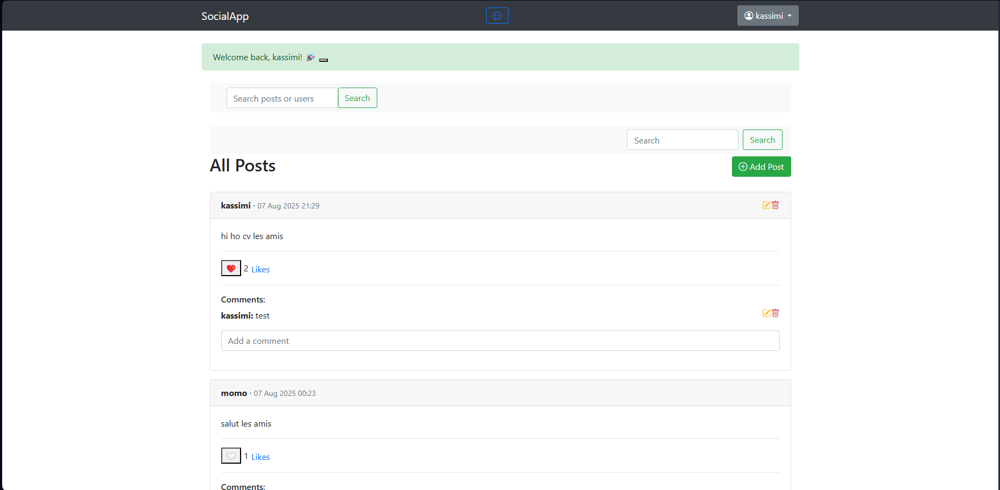 SocialApp
kassimi
Welcome back, kassimi! 🎉
Search posts or users Search
Search Search
All Posts
Add Post
kassimi · 07 Aug 2025 21:29
hi ho cv les amis
2 Likes
Comments:
kassimi: test
Add a comment
momo · 07 Aug 2025 00:23
salut les amis
1 Likes
Comments: